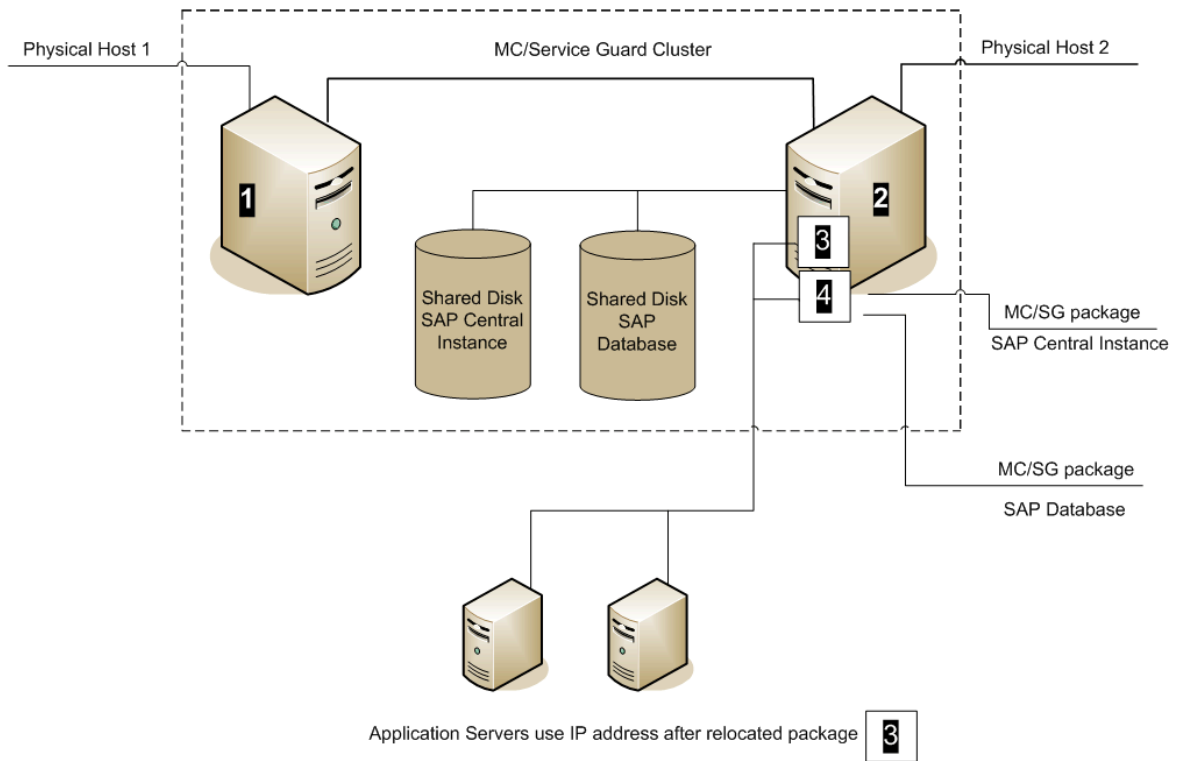 Physical Host 1
MC/Service Guard Cluster
Physical Host 2
1
2
3
4
Shared Disk
SAP Central
Instance
Shared Disk
SAP
Database
MC/SG package
SAP Central Instance
MC/SG package
SAP Database
Application Servers use IP address after relocated package
3